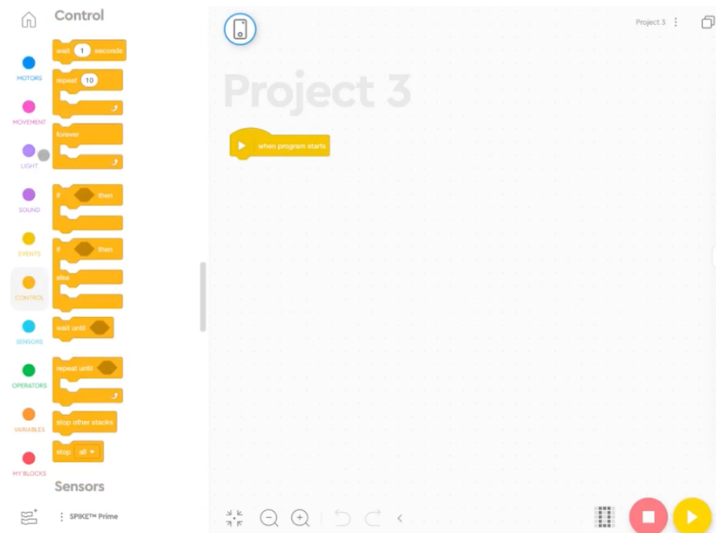 Control
wait 1 seconds
repeat 10
forever
if then
if then
else
wait until
repeat until
stop other stacks
stop all
Sensors
MOTORS
MOVEMENT
LIGHT
SOUND
EVENTS
CONTROL
SENSORS
OPERATORS
VARIABLES
MY BLOCKS
SPIKE™ Prime
Project 3
Project 3
when program starts